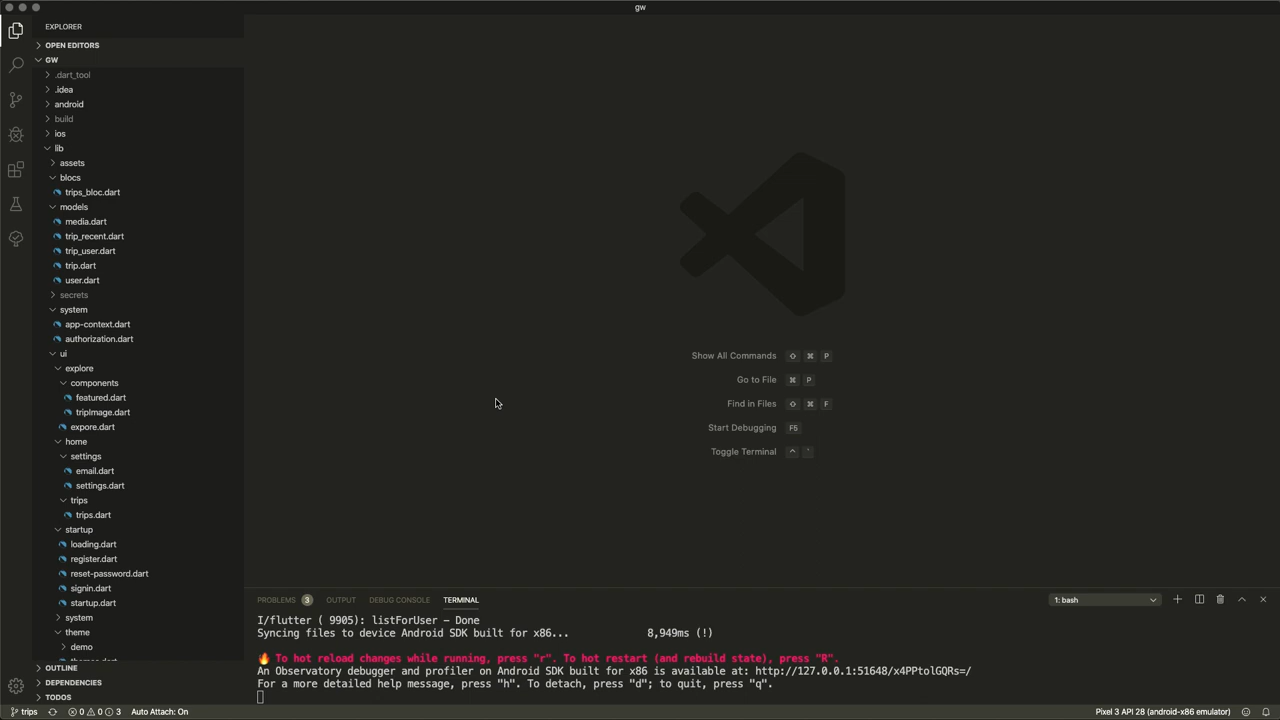 gw
EXPLORER
OPEN EDITORS
GW
.dart_tool
.idea
android
build
ios
lib
assets
blocs
trips_bloc.dart
models
media.dart
trip_recent.dart
trip_user.dart
trip.dart
user.dart
secrets
system
app-context.dart
authorization.dart
ui
explore
components
featured.dart
tripImage.dart
expore.dart
home
settings
email.dart
settings.dart
trips
trips.dart
startup
loading.dart
register.dart
reset-password.dart
signin.dart
startup.dart
system
theme
demo
OUTLINE
DEPENDENCIES
TODOS
Show All Commands ⇧ ⌘ P
Go to File ⌘ P
Find in Files ⇧ ⌘ F
Start Debugging F5
Toggle Terminal ^ `
PROBLEMS 3 OUTPUT DEBUG CONSOLE TERMINAL 1: bash
I/flutter ( 9905): listForUser – Done
Syncing files to device Android SDK built for x86... 8,949ms (!)
🔥 To hot reload changes while running, press "r". To hot restart (and rebuild state), press "R".
An Observatory debugger and profiler on Android SDK built for x86 is available at: http://127.0.0.1:51648/x4PPtolGQRs=/
For a more detailed help message, press "h". To detach, press "d"; to quit, press "q".
trips 0 0 3 Auto Attach: On Pixel 3 API 28 (android-x86 emulator)